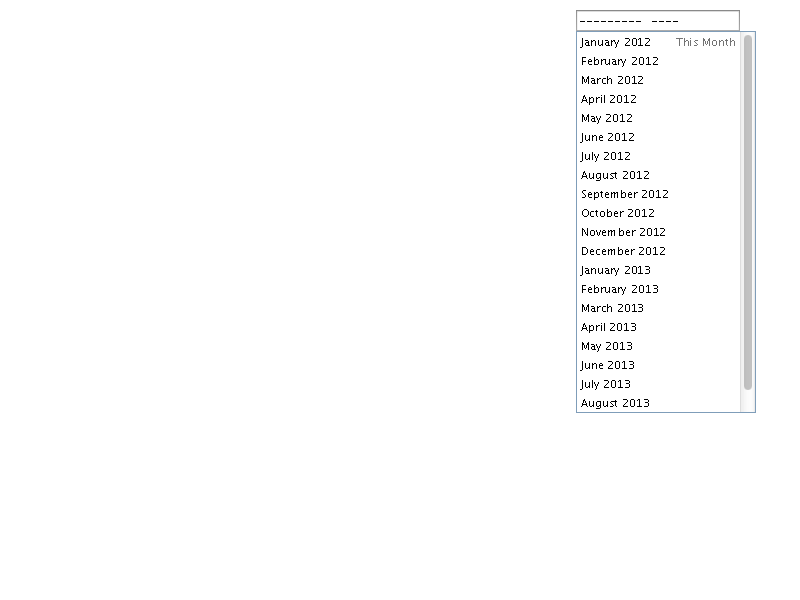 --------- ----
January 2012 This Month
February 2012
March 2012
April 2012
May 2012
June 2012
July 2012
August 2012
September 2012
October 2012
November 2012
December 2012
January 2013
February 2013
March 2013
April 2013
May 2013
June 2013
July 2013
August 2013